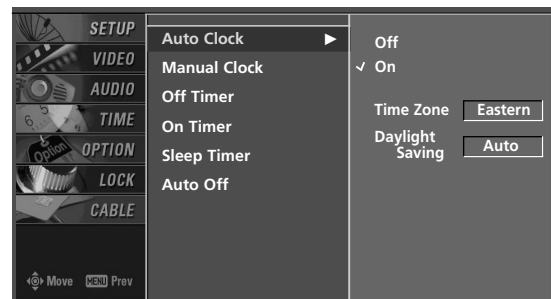 SETUP
VIDEO
AUDIO
TIME
OPTION
LOCK
CABLE
Move MENU Prev
Auto Clock
Manual Clock
Off Timer
On Timer
Sleep Timer
Auto Off
Off
On
Time Zone Eastern
Daylight
Saving Auto